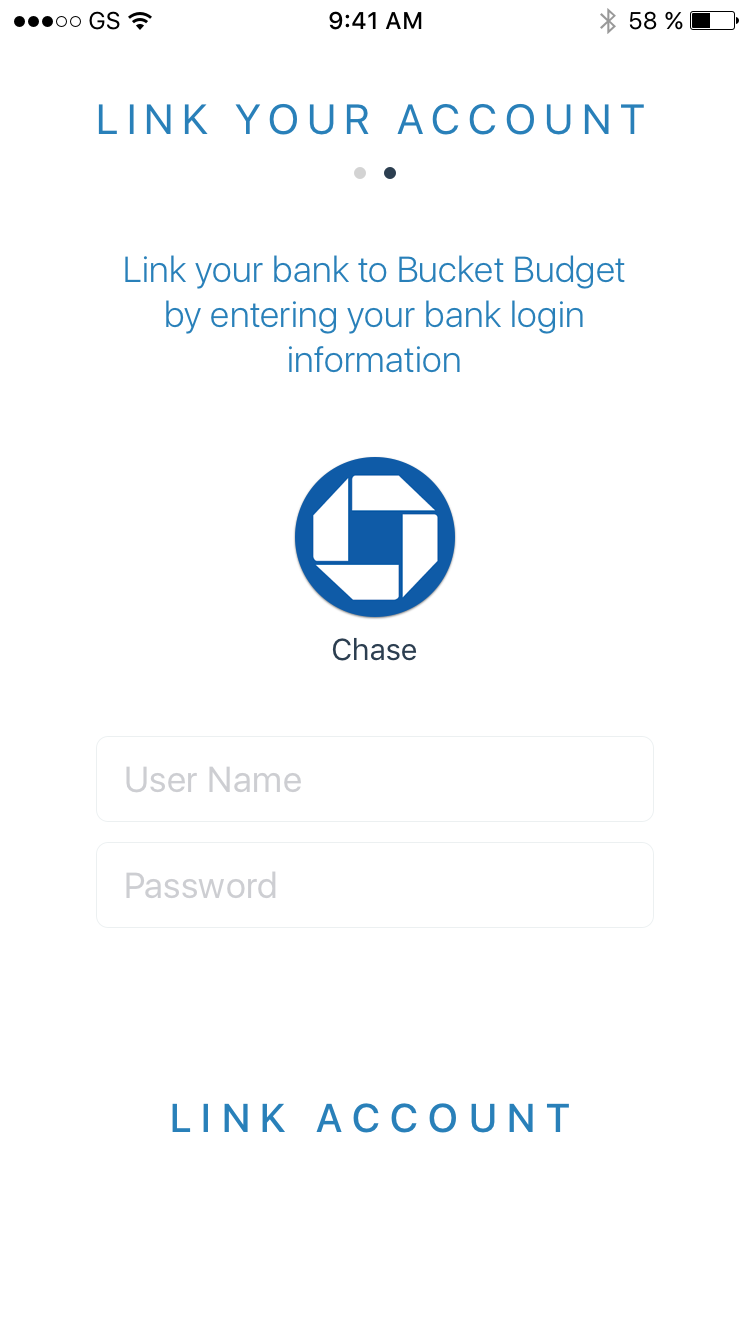 GS 9:41 AM 58 %
LINK YOUR ACCOUNT
Link your bank to Bucket Budget
by entering your bank login
information
Chase
User Name
Password
LINK ACCOUNT